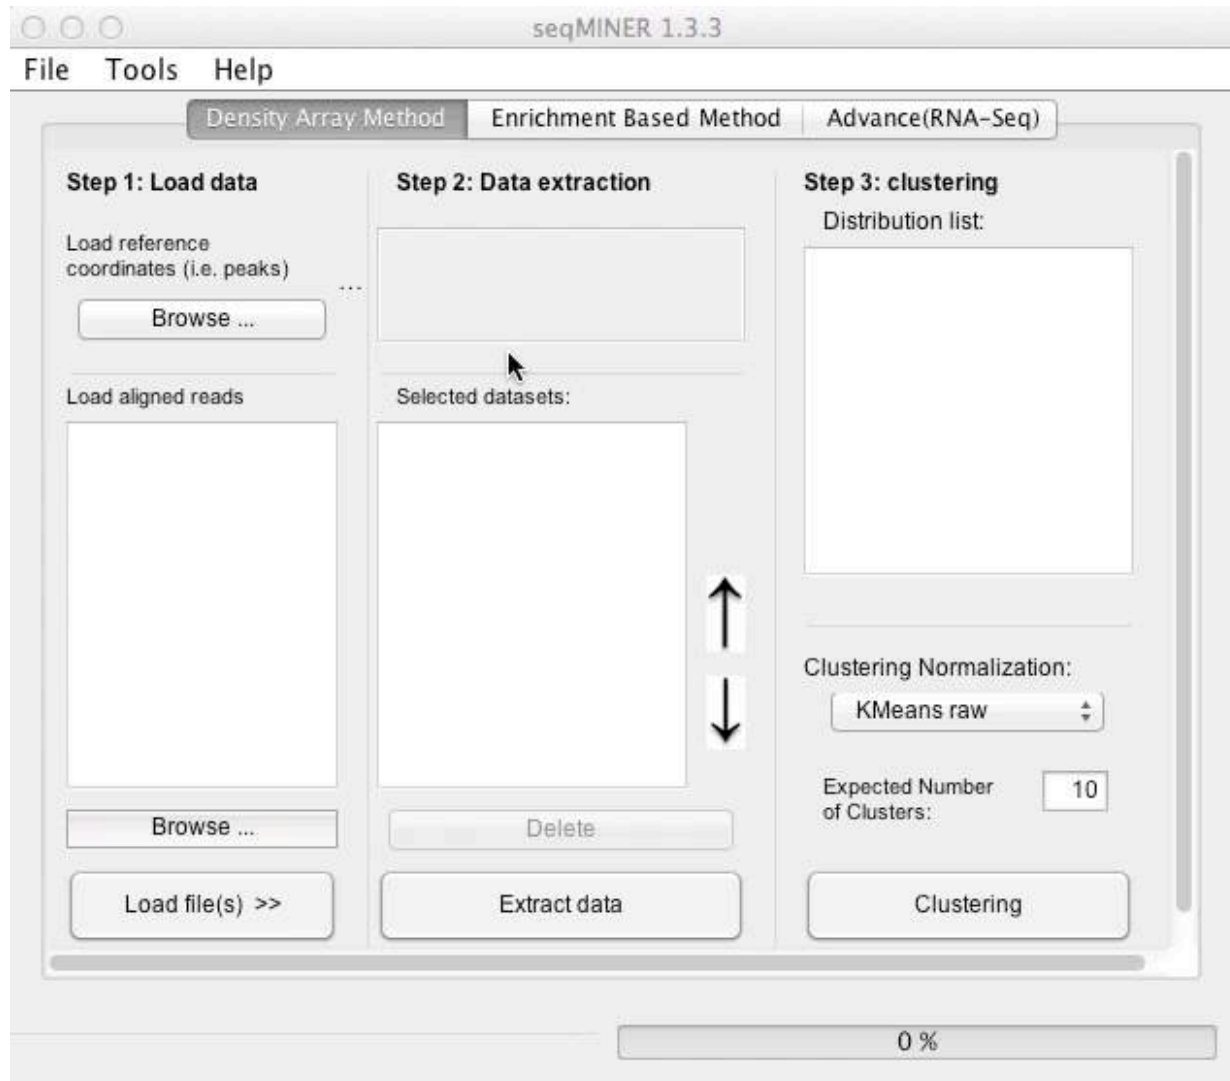 seqMINER 1.3.3
File Tools Help
Density Array Method Enrichment Based Method Advance(RNA-Seq)
Step 1: Load data
Load reference
coordinates (i.e. peaks)
...
Browse ...
Load aligned reads
Browse ...
Load file(s) >>
Step 2: Data extraction
Selected datasets:
Delete
Extract data
Step 3: clustering
Distribution list:
Clustering Normalization:
KMeans raw
Expected Number
of Clusters:
10
Clustering
0 %